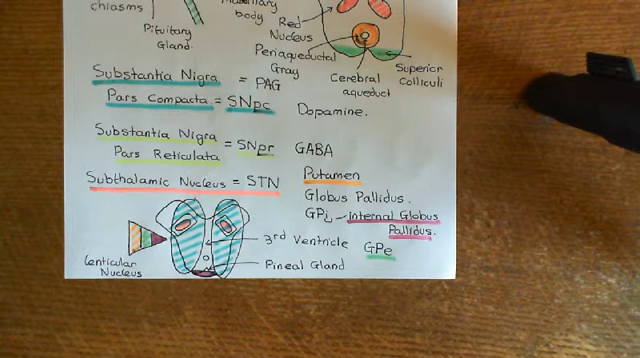 chiasms
Pituitary
Gland.
body
Red
Nucleus
Periaqueductal
Gray
= PAG
Cerebral
aqueduct
Superior
Colliculi
Substantia Nigra
Pars Compacta = SNpc
Dopamine.
Substantia Nigra
Pars Reticulata
= SNpr
GABA
Subthalamic Nucleus = STN
Putamen
Globus Pallidus.
GPi - Internal Globus
Pallidus.
GPe
3rd Ventricle
Pineal Gland
Lenticular
Nucleus